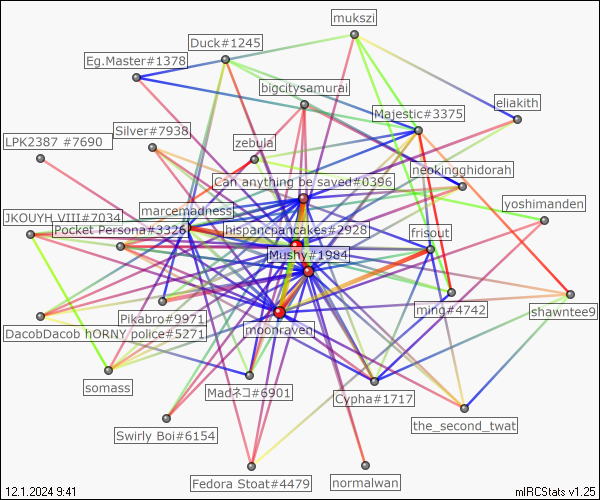 mukszi
Duck#1245
Eg.Master#1378
bigcitysamurai
eliakith
Majestic#3375
Silver#7938
LPK2387 #7690
zebula
neokingghidorah
Can anything be saved#0396
yoshimanden
marcemadness
JKOUYH VIII#7034
Pocket Persona#3326
hispancpancakes#2928
frisout
Mushy#1984
Pikabro#9971
ming#4742
shawntee9
DacobDacob hORNY police#5271
moonraven
somass
Madネコ#6901
Cypha#1717
the_second_twat
Swirly Boi#6154
Fedora Stoat#4479
normalwan
12.1.2024 9:41
mIRCStats v1.25